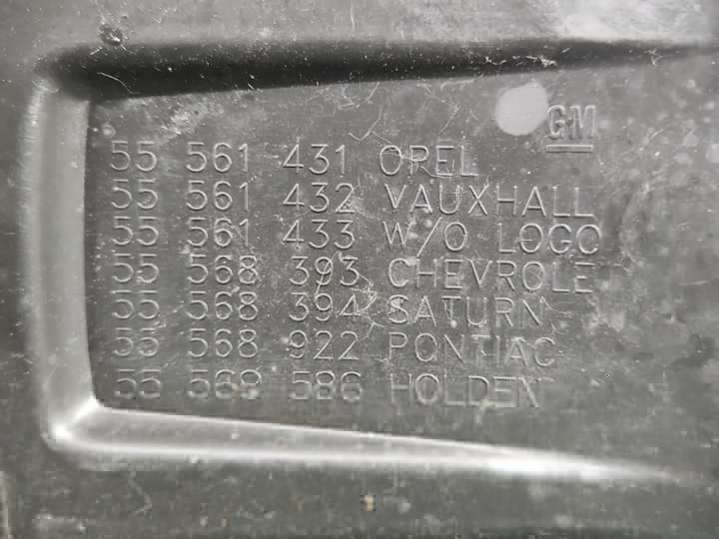 GM
55 561 431 OPEL
55 561 432 VAUXHALL
55 561 433 W/O LOGO
55 568 393 CHEVROLE
55 568 394 SATURN
55 568 922 PONTIAC
55 568 586 HOLDEN